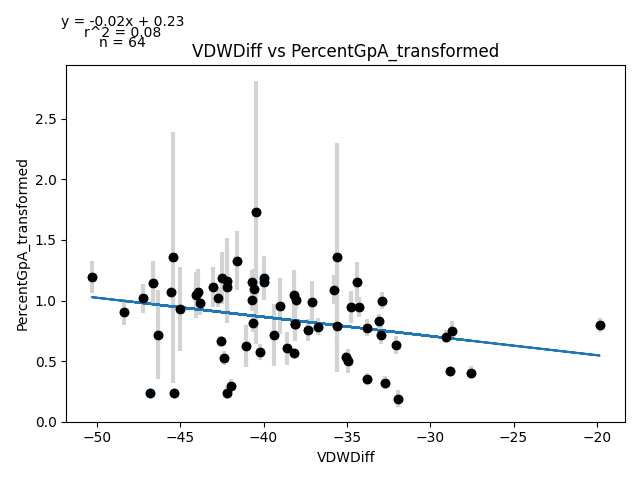 y = -0.02x + 0.23
r^2 = 0.08
n = 64
VDWDiff vs PercentGpA_transformed
PercentGpA_transformed
2.5
2.0
1.5
1.0
0.5
0.0
−50
−45
−40
−35
−30
−25
−20
VDWDiff